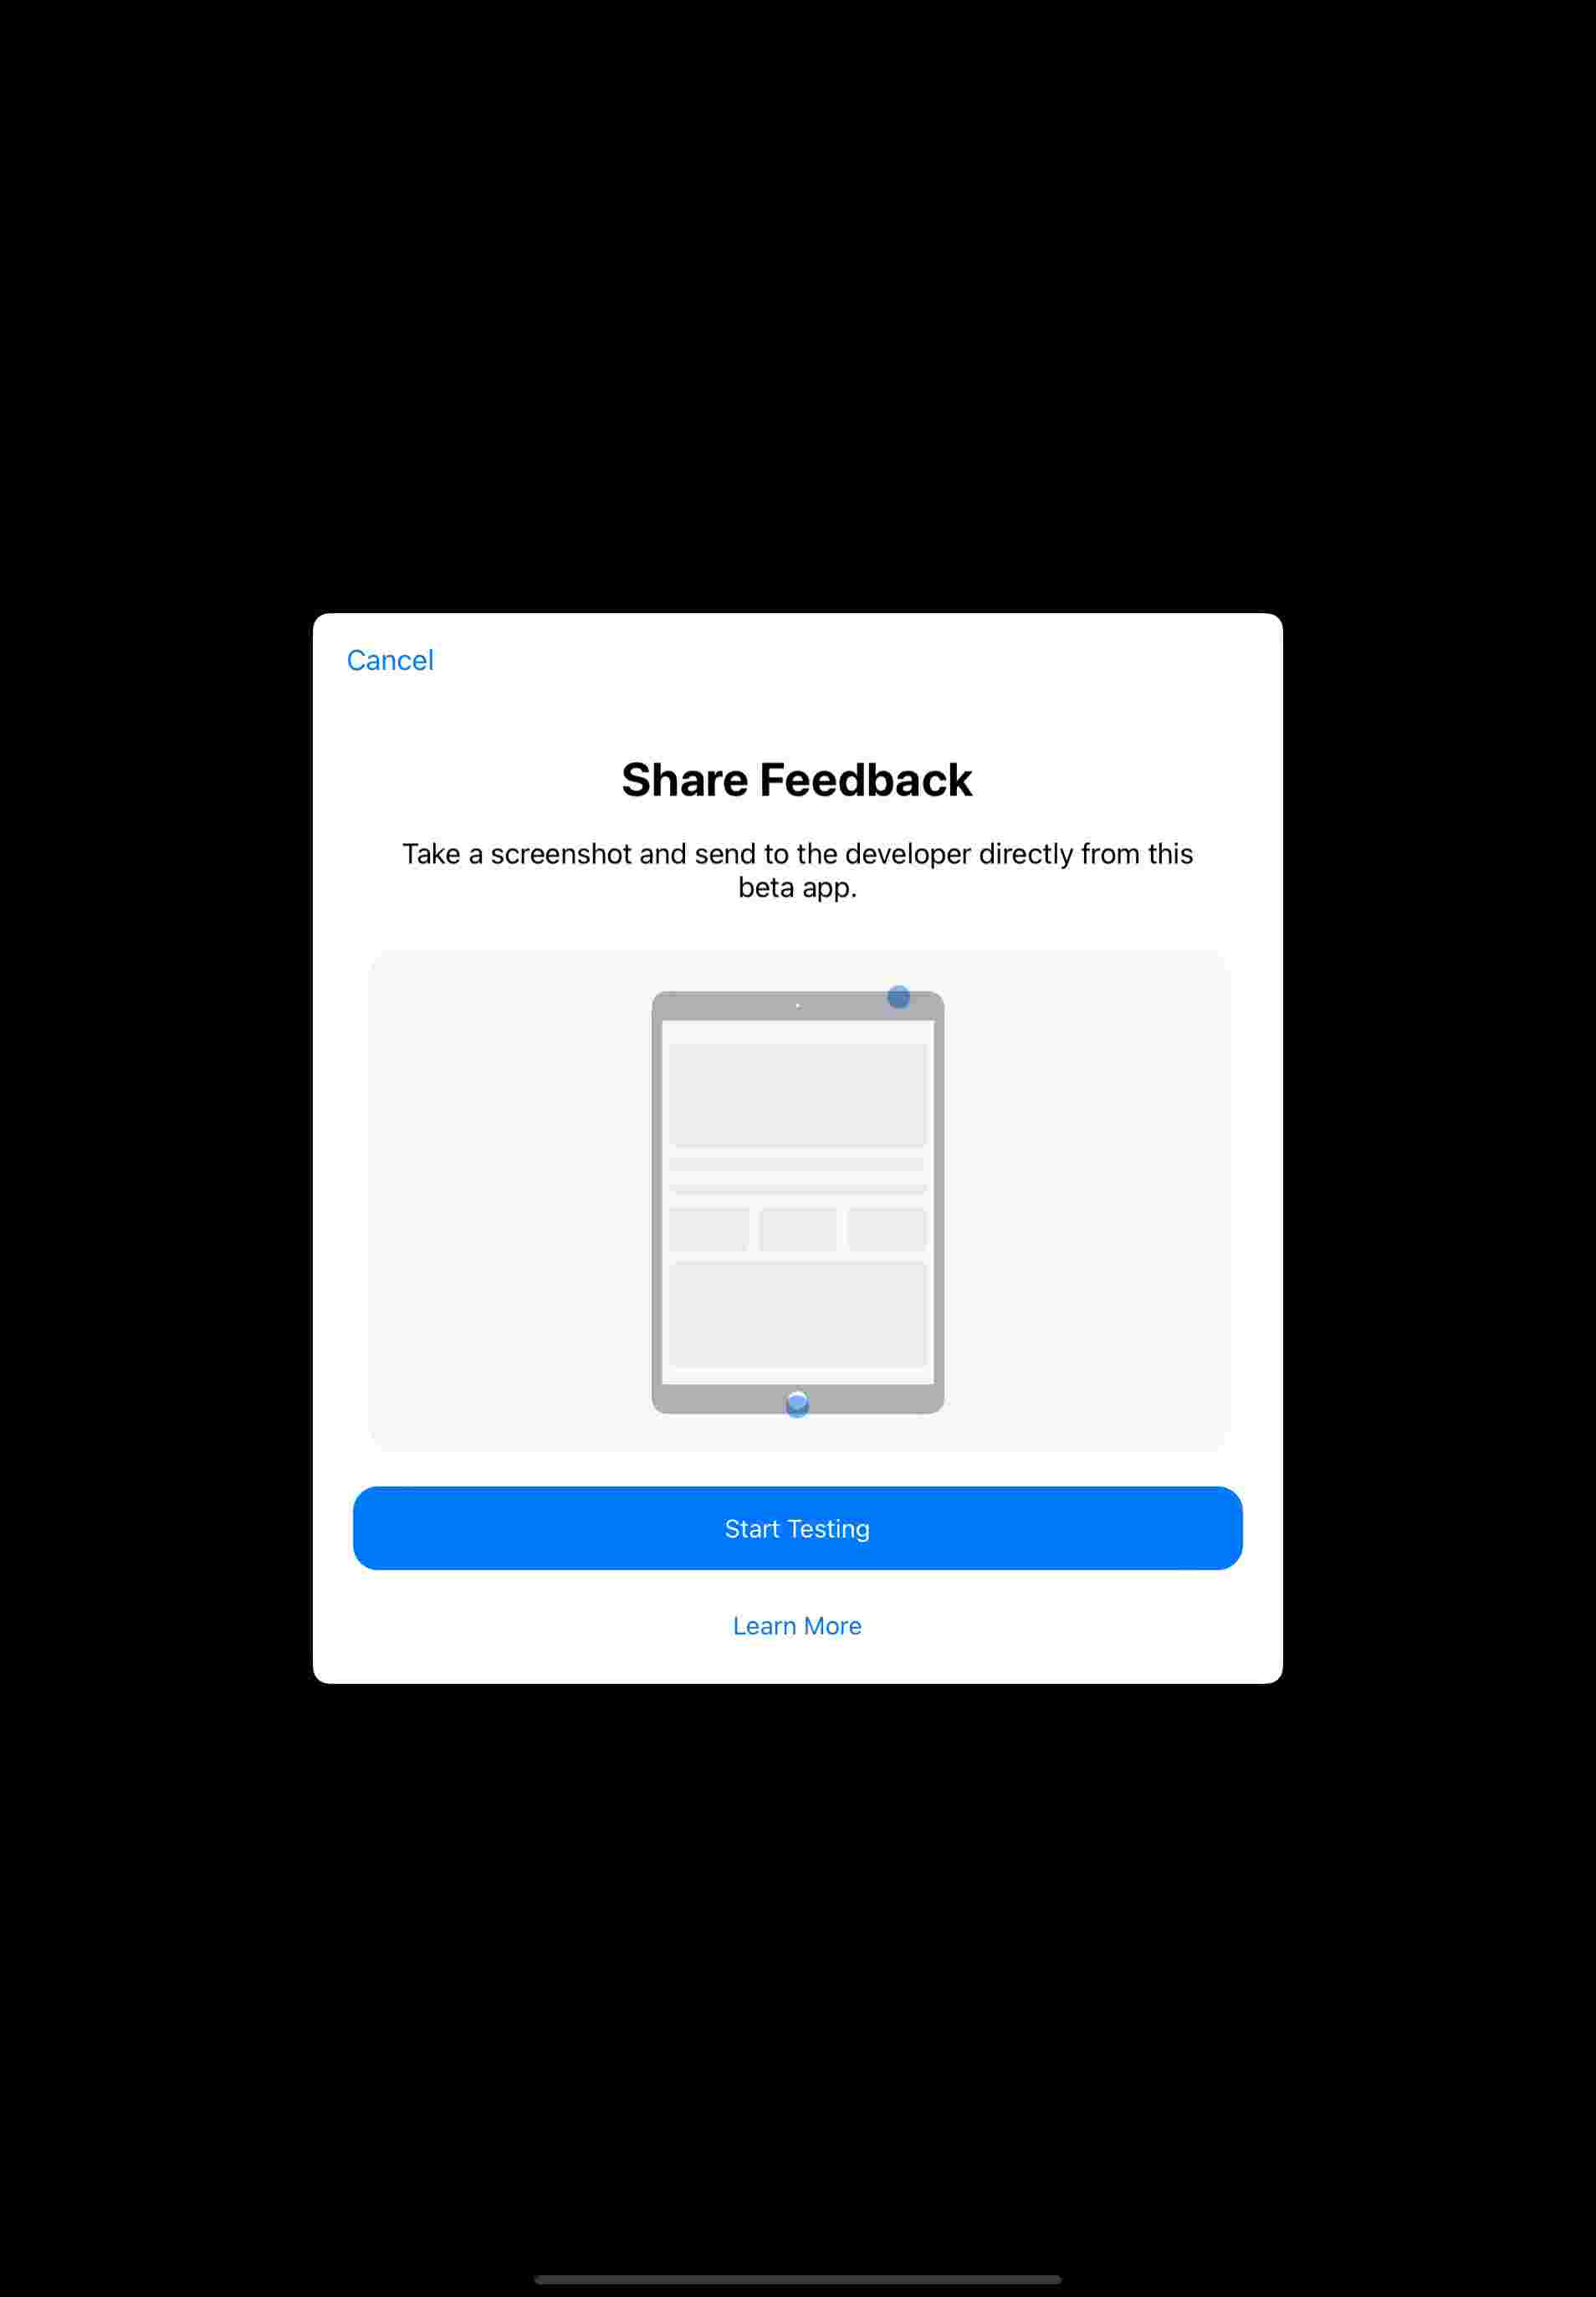 Cancel
Share Feedback
Take a screenshot and send to the developer directly from this
beta app.
Start Testing
Learn More